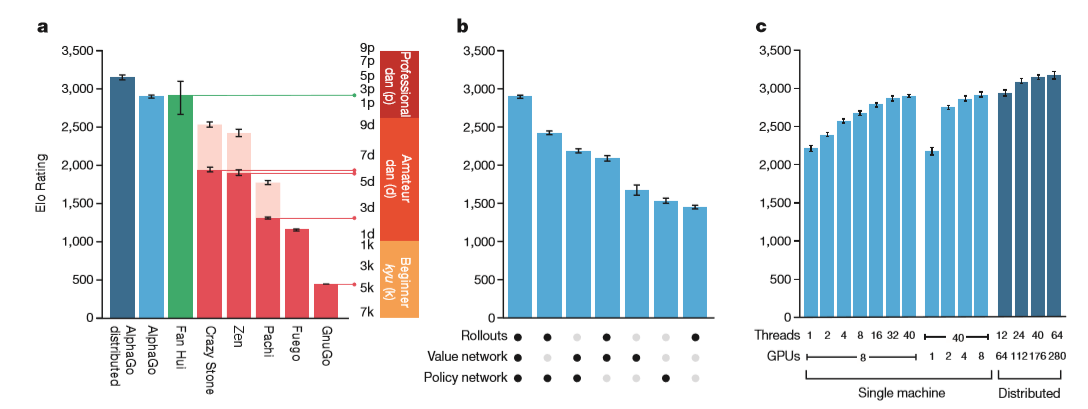 a
3,500
3,000
2,500
2,000
1,500
1,000
500
0
Elo Rating
AlphaGo
distributed
AlphaGo
Fan Hui
Crazy Stone
Zen
Pachi
Fuego
GnuGo
9p
7p
5p
3p
1p
9d
7d
5d
3d
1d
1k
3k
5k
7k
Professional
dan (p)
Amateur
dan (d)
Beginner
kyu (k)
b
3,500
3,000
2,500
2,000
1,500
1,000
500
0
Rollouts
Value network
Policy network
c
3,500
3,000
2,500
2,000
1,500
1,000
500
0
Threads 1 2 4 8 16 32 40 40 12 24 40 64
GPUs 8 1 2 4 8 64 112 176 280
Single machine Distributed